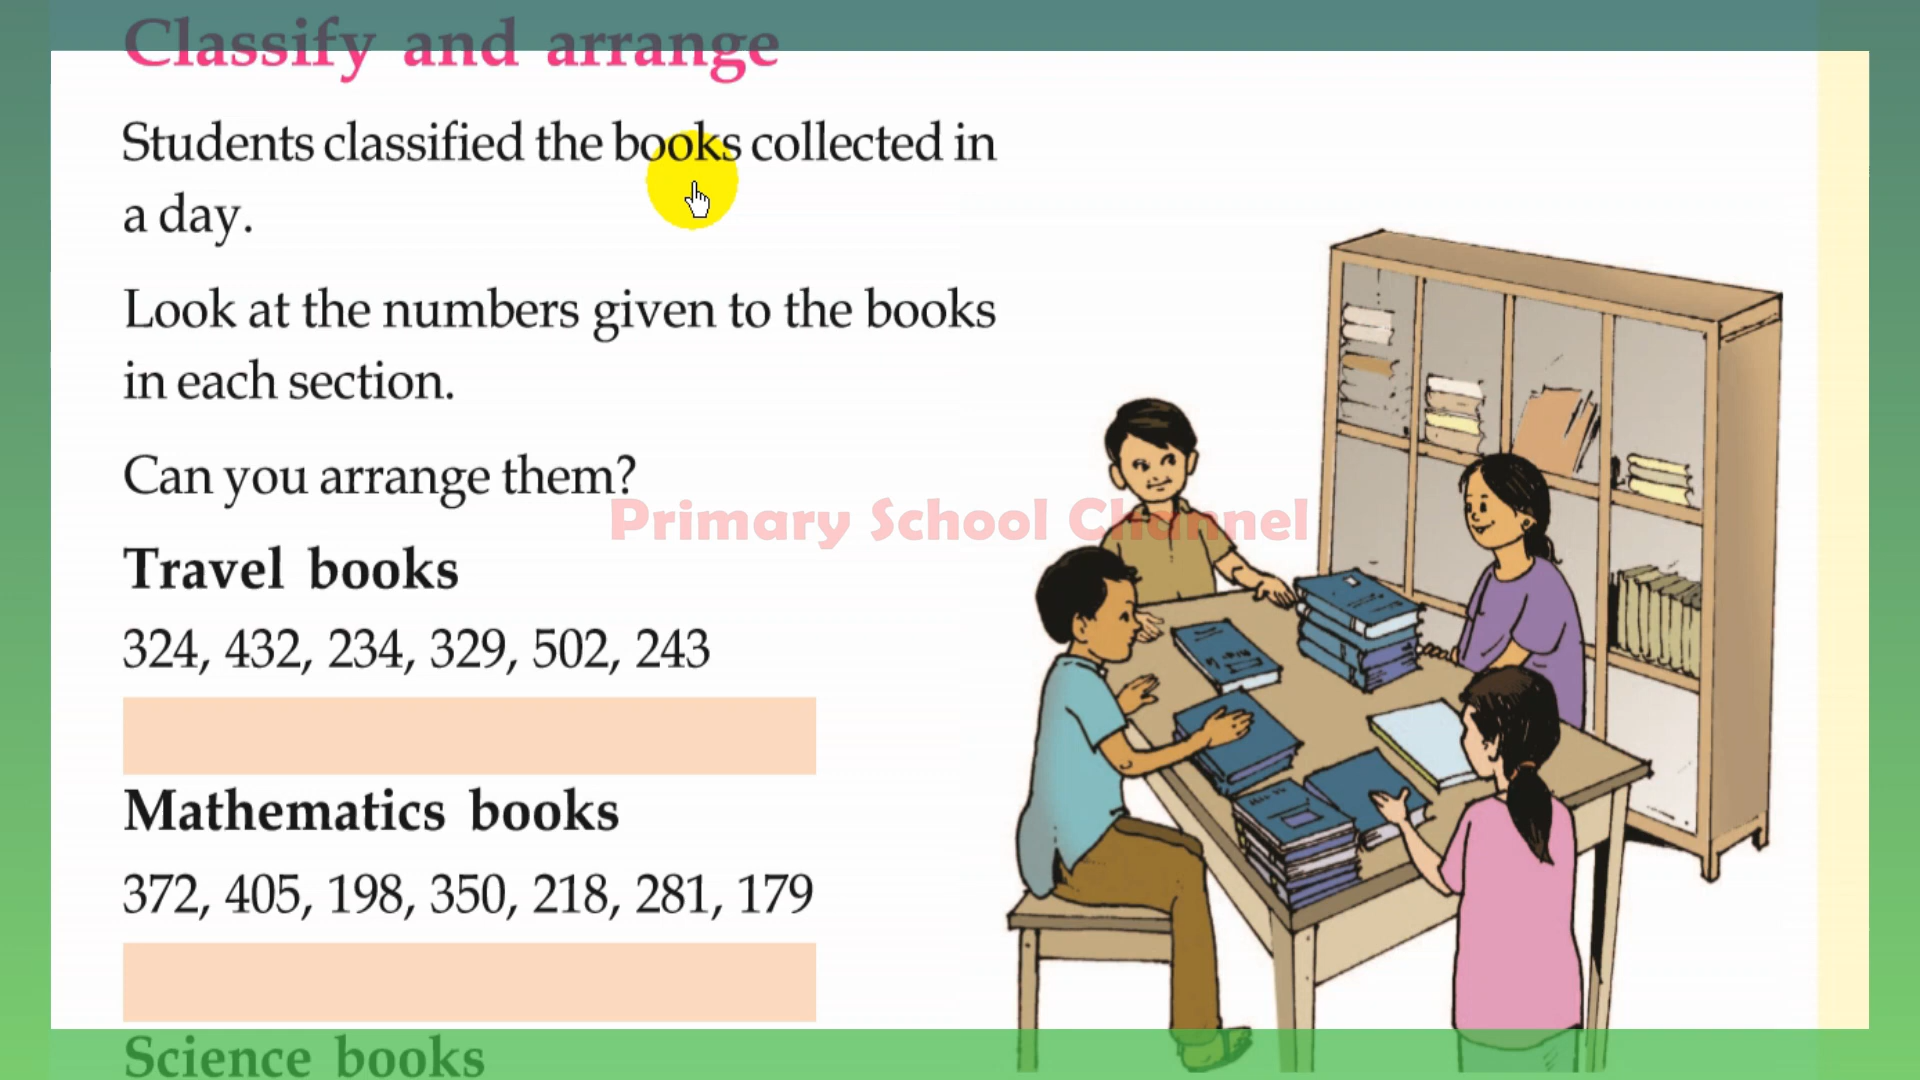 Classify and arrange
Students classified the books collected in
a day.
Look at the numbers given to the books
in each section.
Can you arrange them?
Primary School Channel
Travel books
324, 432, 234, 329, 502, 243
Mathematics books
372, 405, 198, 350, 218, 281, 179
Science books